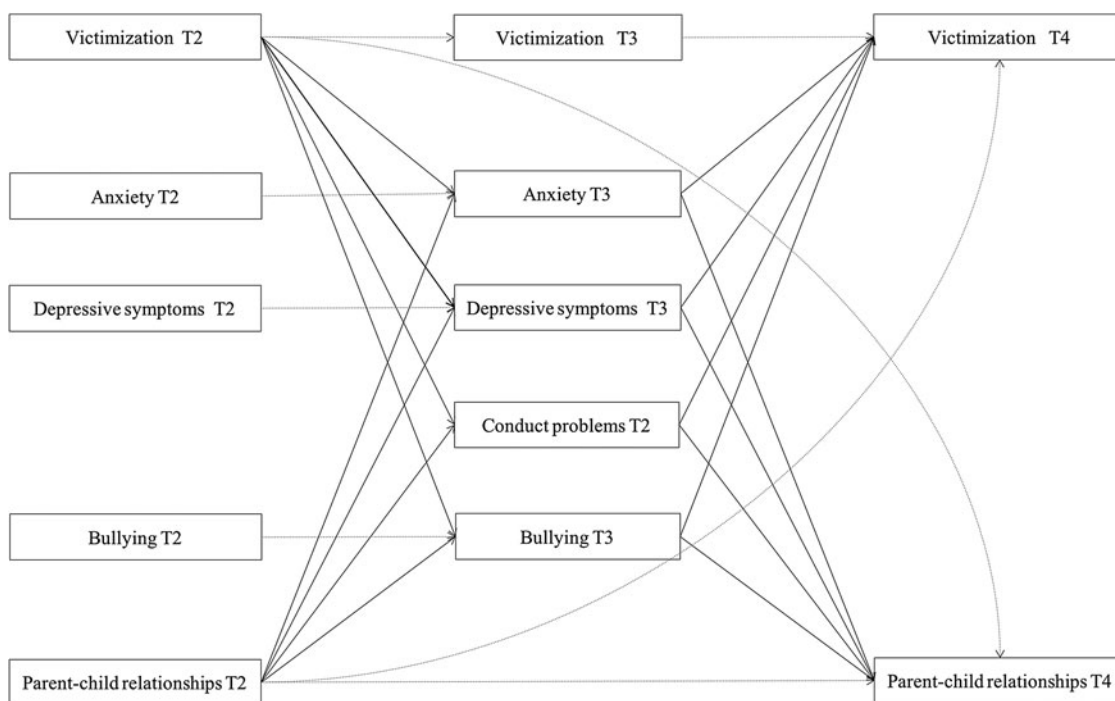 Victimization T2
Victimization T3
Victimization T4
Anxiety T2
Anxiety T3
Depressive symptoms T2
Depressive symptoms T3
Conduct problems T2
Bullying T2
Bullying T3
Parent-child relationships T2
Parent-child relationships T4